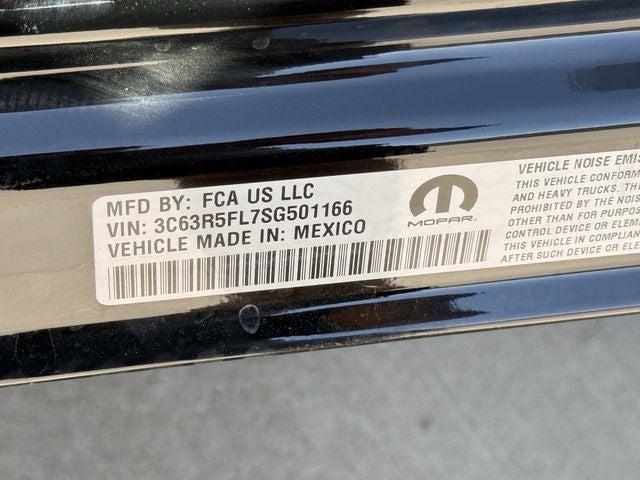 MFD BY: FCA US LLC
VIN: 3C63R5FL7SG501166
VEHICLE MADE IN: MEXICO
MOPAR
VEHICLE NOISE EMIS
THIS VEHICLE CONFORM
AND HEAVY TRUCKS. THE
PROHIBITED BY THE NOIS
OTHER THAN FOR PURPOSE
CONTROL DEVICE OR ELEM
THIS VEHICLE IN COMPLIAN
AFTER SUCH DEVICE OR ELE